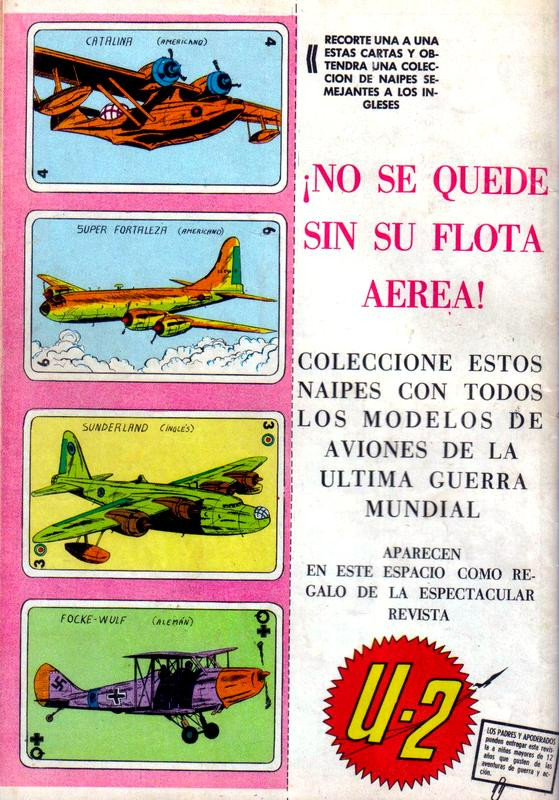 CATALINA (AMERICANO)
4
4
SUPER FORTALEZA (AMERICANO)
6
6
SUNDERLAND (INGLÉS)
3
3
FOCKE-WULF (ALEMÁN)
Q
Q
RECORTE UNA A UNA
ESTAS CARTAS Y OB-
TENDRA UNA COLEC-
CION DE NAIPES SE-
MEJANTES A LOS IN-
GLESES
¡NO SE QUEDE
SIN SU FLOTA
AEREA!
COLECCIONE ESTOS
NAIPES CON TODOS
LOS MODELOS DE
AVIONES DE LA
ULTIMA GUERRA
MUNDIAL
APARECEN
EN ESTE ESPACIO COMO RE-
GALO DE LA ESPECTACULAR
REVISTA
U-2
LOS PADRES Y APODERADOS
pueden entregar esta revis
ta a niños mayores de 12
años que gusten de las
aventuras de guerra y ac-
ción.